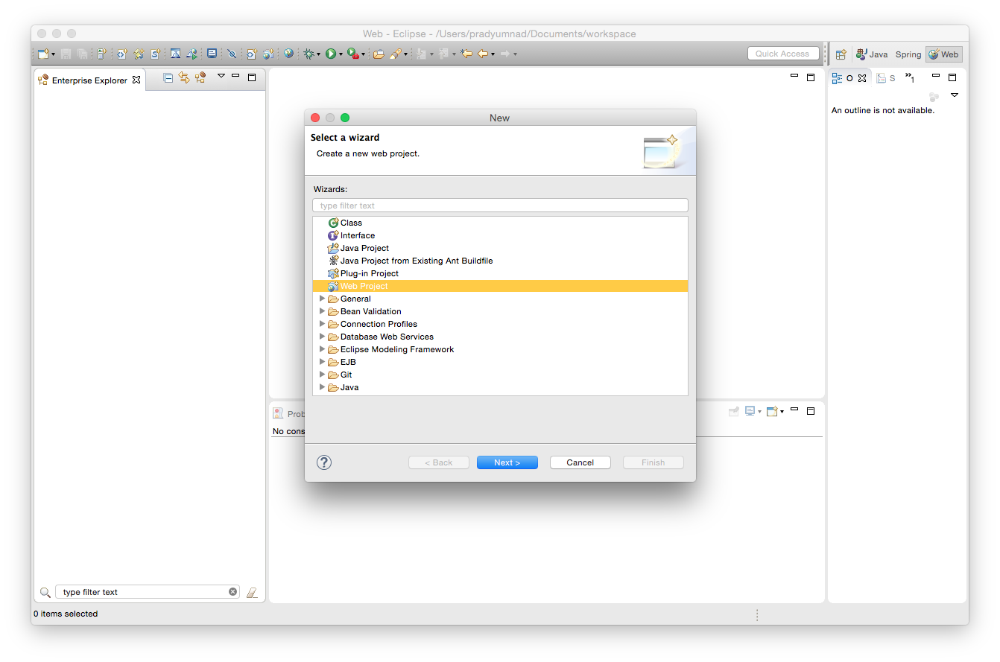 Web - Eclipse - /Users/pradyumnad/Documents/workspace
Quick Access
Java
Spring
Web
Enterprise Explorer
O
S
»1
An outline is not available.
New
Select a wizard
Create a new web project.
Wizards:
type filter text
Class
Interface
Java Project
Java Project from Existing Ant Buildfile
Plug-in Project
Web Project
General
Bean Validation
Connection Profiles
Database Web Services
Eclipse Modeling Framework
EJB
Git
Java
Prob
No cons
? < Back Next > Cancel Finish
type filter text
0 items selected